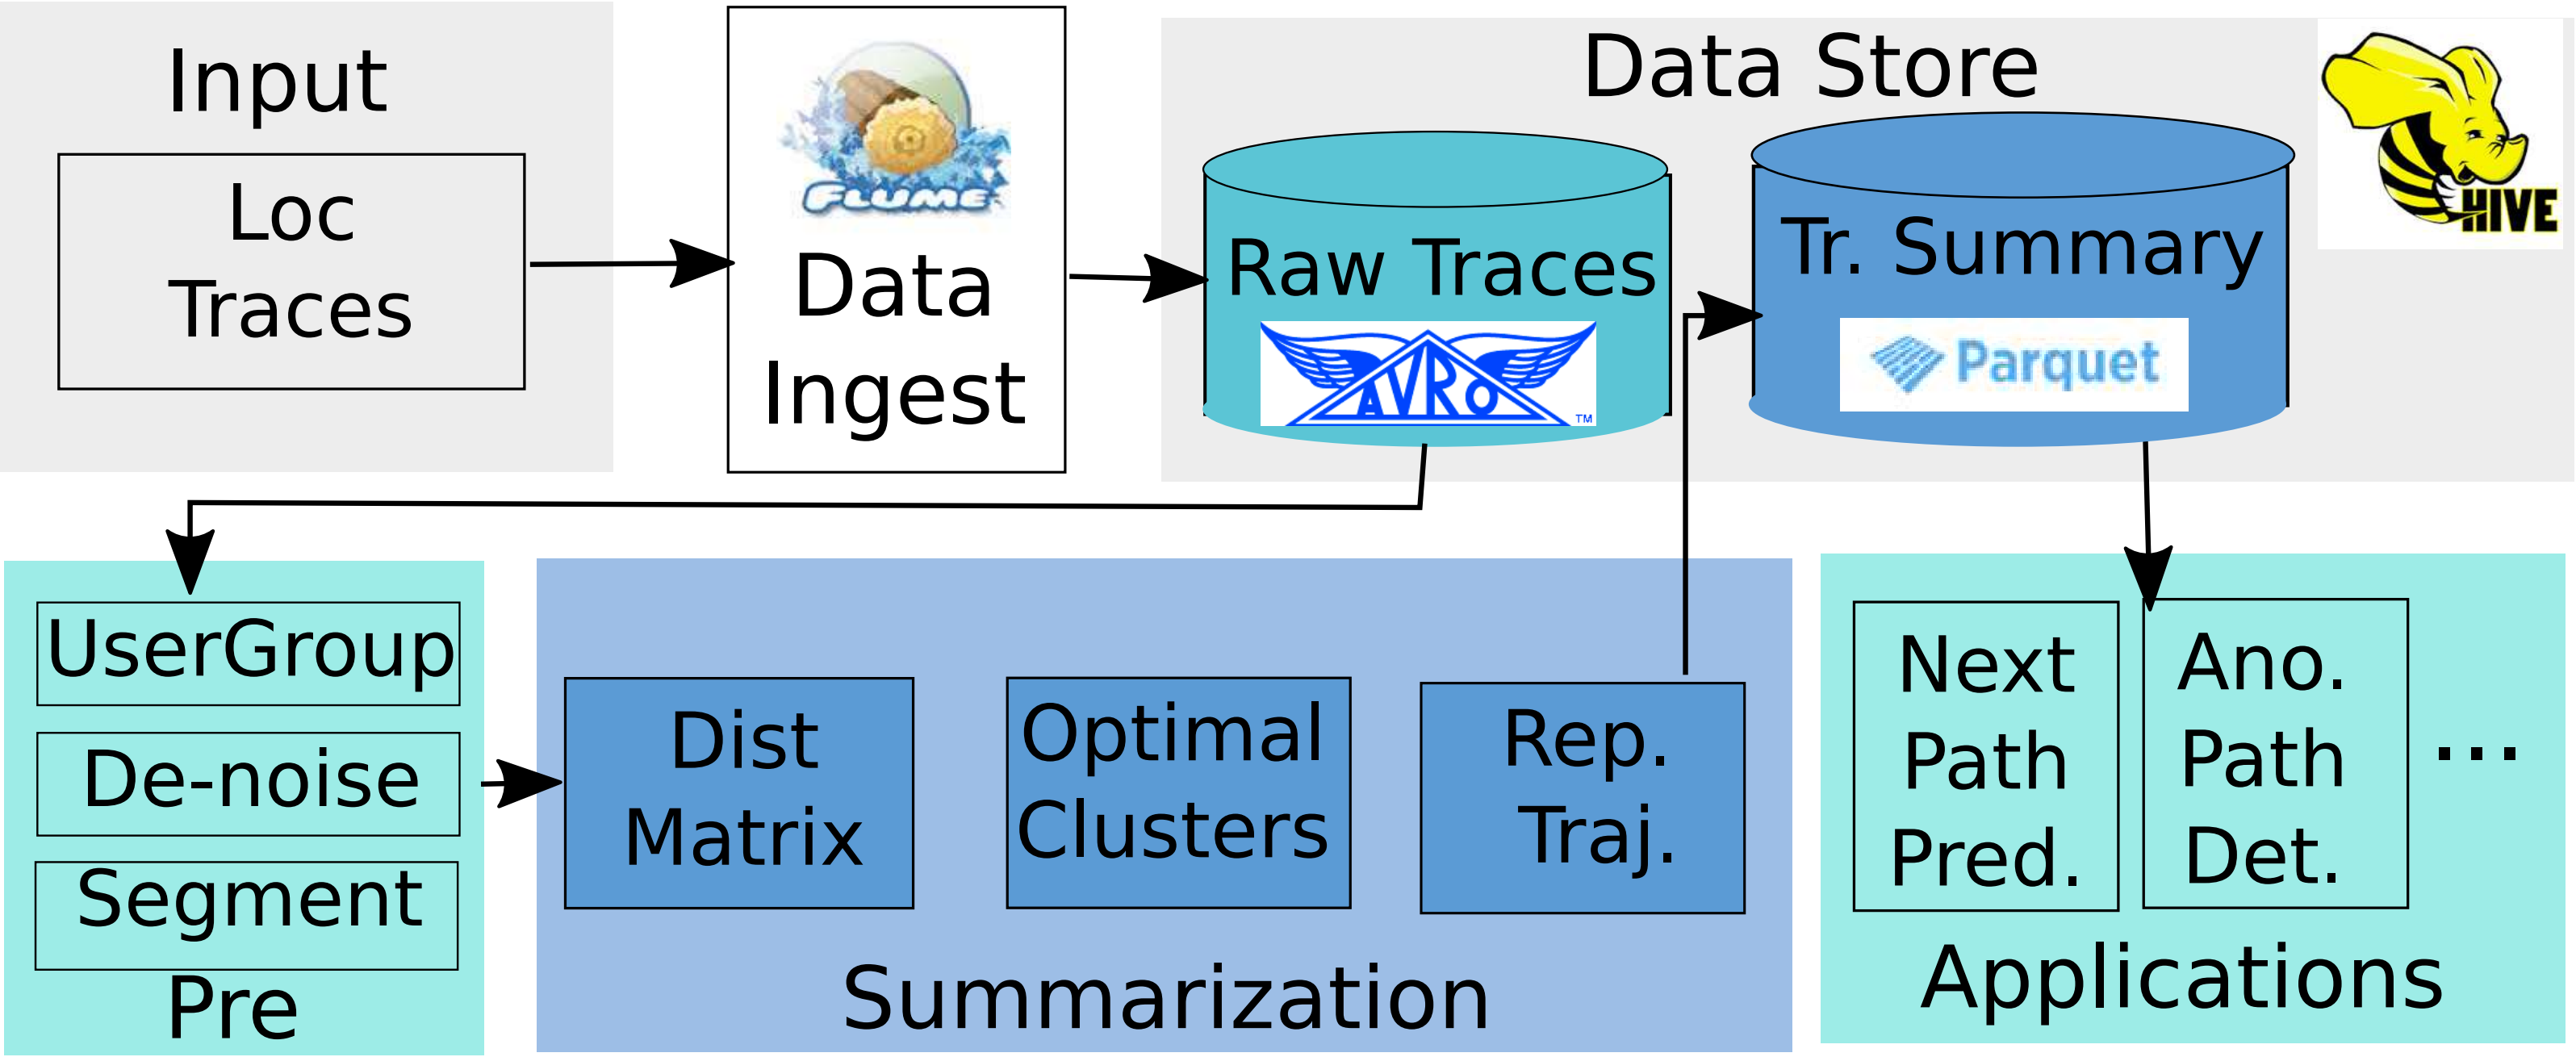 Input
Loc
Traces
FLUME
Data
Ingest
Data Store
HIVE
Raw Traces
AVRO
TM
Tr. Summary
Parquet
UserGroup
De-noise
Segment
Pre
Dist
Matrix
Optimal
Clusters
Rep.
Traj.
Summarization
Next
Path
Pred.
Ano.
Path
Det.
...
Applications